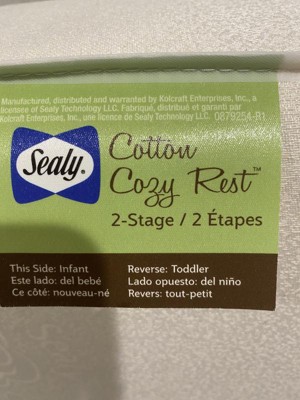 Manufactured, distributed and warranted by Kolcraft Enterprises, Inc., a
licensee of Sealy Technology LLC. Fabriqué, distribué et garanti par
Kolcraft Enterprises, Inc., une licence de Sealy Technology LLC. 0879254-R1
Sealy®
Cotton
Cozy Rest™
2-Stage / 2 Étapes
This Side: Infant
Este lado: del bebé
Ce côté: nouveau-né
Reverse: Toddler
Lado opuesto: del niño
Revers: tout-petit